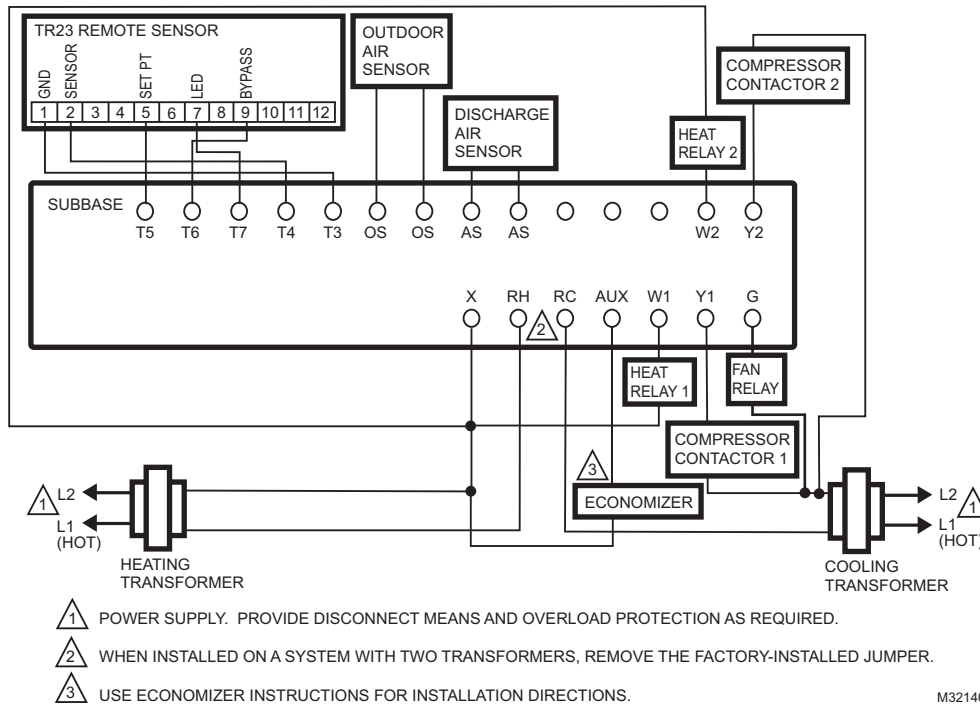 TR23 REMOTE SENSOR
GND
SENSOR
SET PT
LED
BYPASS
1 2 3 4 5 6 7 8 9 10 11 12
OUTDOOR
AIR
SENSOR
DISCHARGE
AIR
SENSOR
HEAT
RELAY 2
COMPRESSOR
CONTACTOR 2
SUBBASE
T5 T6 T7 T4 T3 OS OS AS AS W2 Y2
X RH RC AUX W1 Y1 G
2
HEAT
RELAY 1
FAN
RELAY
COMPRESSOR
CONTACTOR 1
3
ECONOMIZER
1
L2
L1
(HOT)
HEATING
TRANSFORMER
L2
1
L1
(HOT)
COOLING
TRANSFORMER
1 POWER SUPPLY. PROVIDE DISCONNECT MEANS AND OVERLOAD PROTECTION AS REQUIRED.
2 WHEN INSTALLED ON A SYSTEM WITH TWO TRANSFORMERS, REMOVE THE FACTORY-INSTALLED JUMPER.
3 USE ECONOMIZER INSTRUCTIONS FOR INSTALLATION DIRECTIONS.